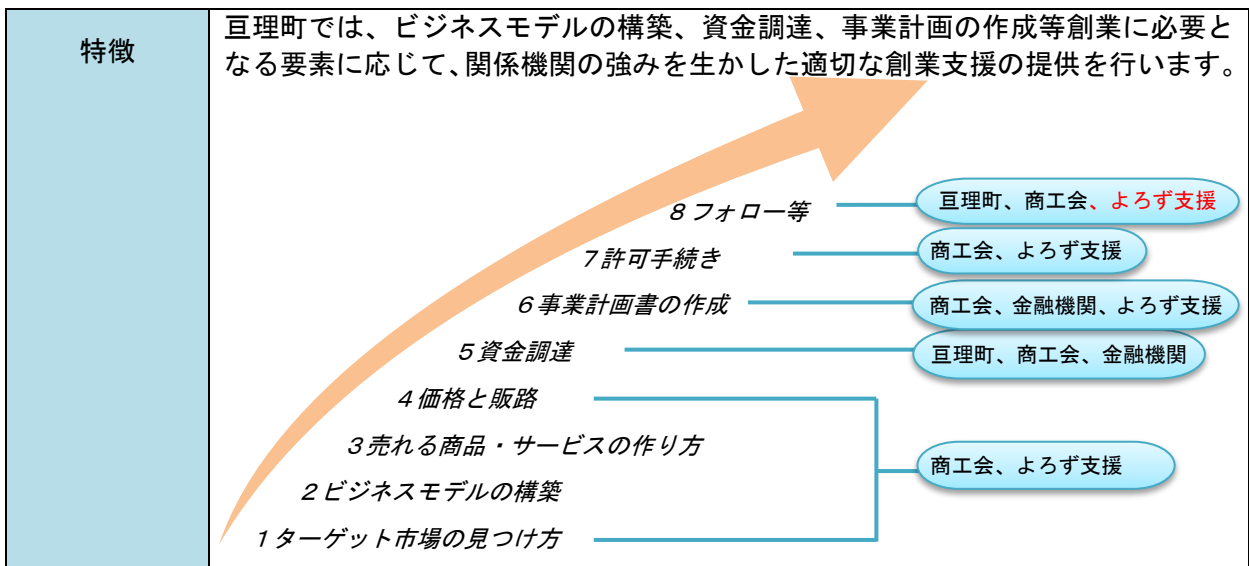 特徴
亘理町では、ビジネスモデルの構築、資金調達、事業計画の作成等創業に必要と
なる要素に応じて、関係機関の強みを生かした適切な創業支援の提供を行います。
8フォロー等
亘理町、商工会、よろず支援
7許可手続き
商工会、よろず支援
6事業計画書の作成
商工会、金融機関、よろず支援
5資金調達
亘理町、商工会、金融機関
4価格と販路
3売れる商品・サービスの作り方
商工会、よろず支援
2ビジネスモデルの構築
1ターゲット市場の見つけ方